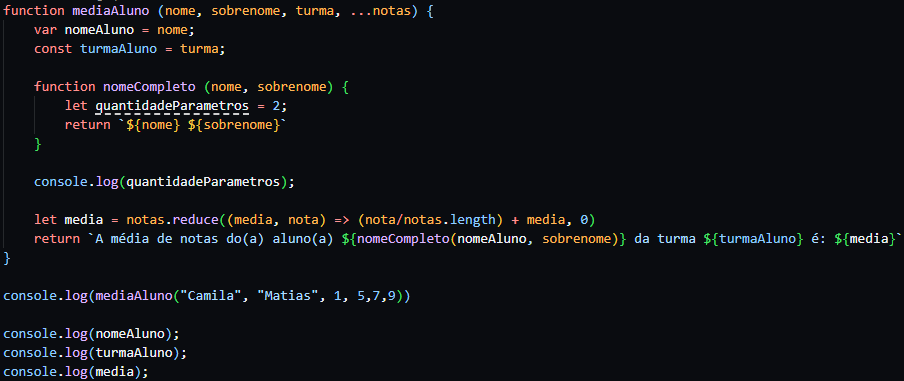 function mediaAluno (nome, sobrenome, turma, ...notas) {
    var nomeAluno = nome;
    const turmaAluno = turma;

    function nomeCompleto (nome, sobrenome) {
        let quantidadeParametros = 2;
        return `${nome} ${sobrenome}`
    }

    console.log(quantidadeParametros);

    let media = notas.reduce((media, nota) => (nota/notas.length) + media, 0)
    return `A média de notas do(a) aluno(a) ${nomeCompleto(nomeAluno, sobrenome)} da turma ${turmaAluno} é: ${media}`
}

console.log(mediaAluno("Camila", "Matias", 1, 5,7,9))

console.log(nomeAluno);
console.log(turmaAluno);
console.log(media);